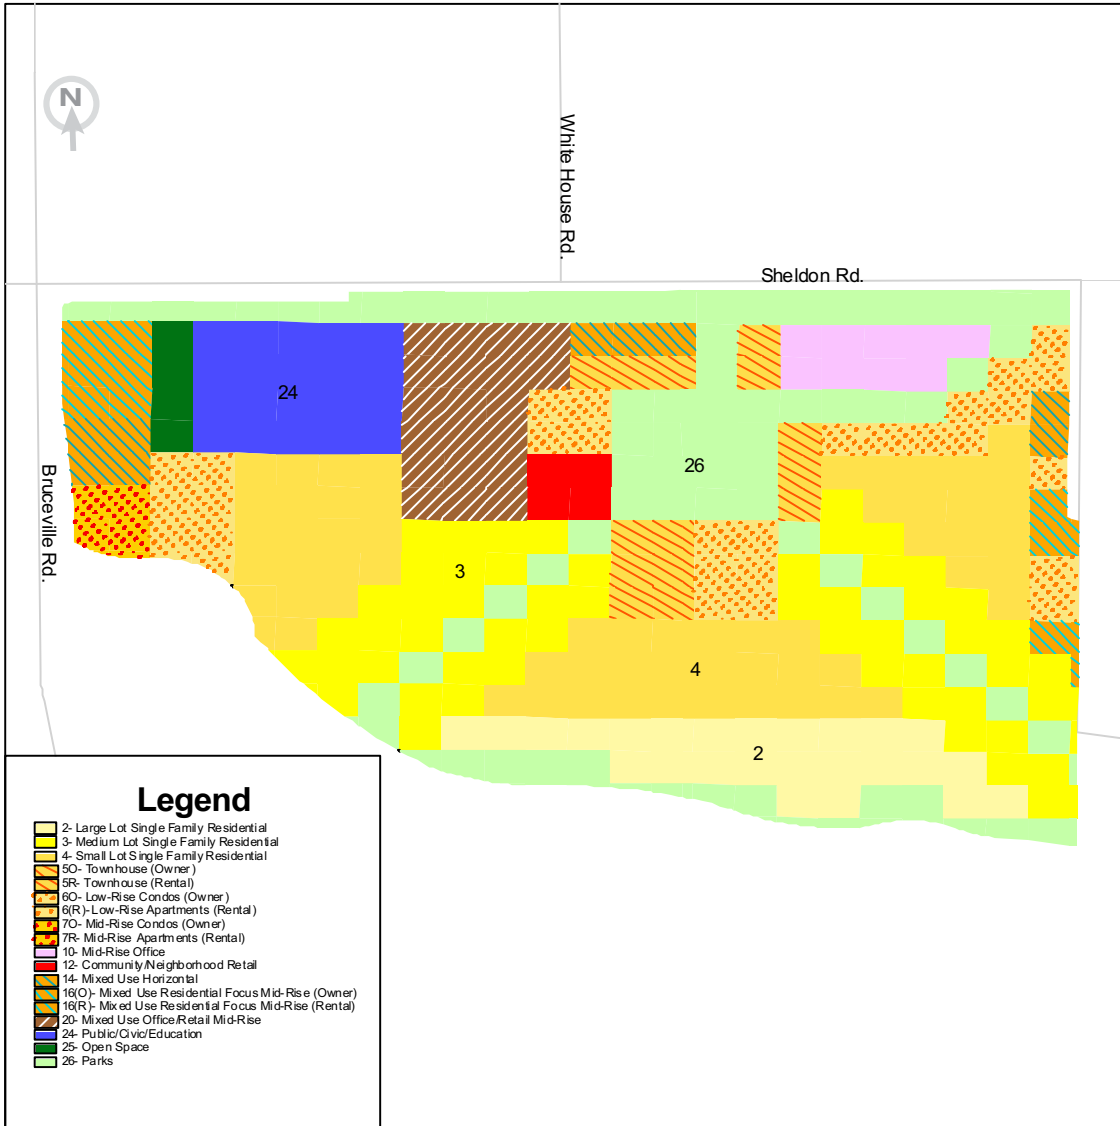 N
White House Rd.
Sheldon Rd.
24
26
Bruceville Rd.
3
4
2
Legend
2- Large Lot Single Family Residential
3- Medium Lot Single Family Residential
4- Small Lot Single Family Residential
5O- Townhouse (Owner)
5R- Townhouse (Rental)
6O- Low-Rise Condos (Owner)
6(R)- Low-Rise Apartments (Rental)
7O- Mid-Rise Condos (Owner)
7R- Mid-Rise Apartments (Rental)
10- Mid-Rise Office
12- Community/Neighborhood Retail
14- Mixed Use Horizontal
16(O)- Mixed Use Residential Focus Mid-Rise (Owner)
16(R)- Mixed Use Residential Focus Mid-Rise (Rental)
20- Mixed Use Office/Retail Mid-Rise
24- Public/Civic/Education
25- Open Space
26- Parks